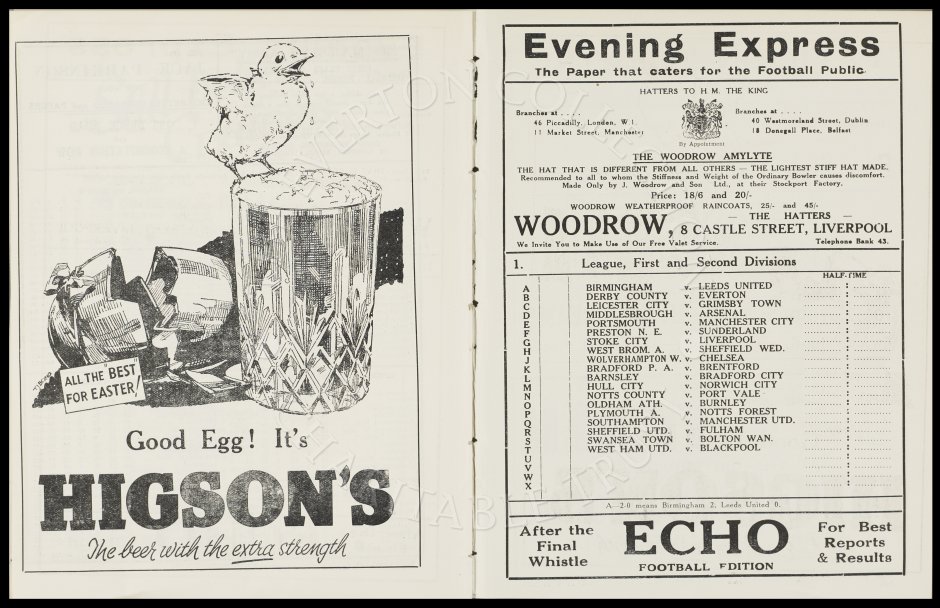 ALL THE BEST
FOR EASTER!
Good Egg! It's
HIGSON'S
The beer with the extra strength
Evening Express
The Paper that caters for the Football Public
HATTERS TO H M. THE KING
Branches at . . . .
46 Piccadilly, London, W 1.
11 Market Street, Manchester
By Appointment
Branches at . . . .
40 Westmoreland Street, Dublin
18 Donegall Place, Belfast
THE WOODROW AMYLYTE
THE HAT THAT IS DIFFERENT FROM ALL OTHERS — THE LIGHTEST STIFF HAT MADE.
Recommended to all to whom the Stiffness and Weight of the Ordinary Bowler causes discomfort.
Made Only by J. Woodrow and Son Ltd., at their Stockport Factory.
Price: 18/6 and 20/-
WOODROW WEATHERPROOF RAINCOATS, 25/- and 45/-
WOODROW, — THE HATTERS —
8 CASTLE STREET, LIVERPOOL
We Invite You to Make Use of Our Free Valet Service. Telephone Bank 43.
1. League, First and Second Divisions
HALF-TIME
A BIRMINGHAM v. LEEDS UNITED
B DERBY COUNTY v. EVERTON
C LEICESTER CITY v. GRIMSBY TOWN
D MIDDLESBROUGH v. ARSENAL
E PORTSMOUTH v. MANCHESTER CITY
F PRESTON N. E. v. SUNDERLAND
G STOKE CITY v. LIVERPOOL
H WEST BROM. A. v. SHEFFIELD WED.
J WOLVERHAMPTON W. v. CHELSEA
K BRADFORD P. A. v. BRENTFORD
L BARNSLEY v. BRADFORD CITY
M HULL CITY v. NORWICH CITY
N NOTTS COUNTY v. PORT VALE
O OLDHAM ATH. v. BURNLEY
P PLYMOUTH A. v. NOTTS FOREST
Q SOUTHAMPTON v. MANCHESTER UTD.
R SHEFFIELD UTD. v. FULHAM
S SWANSEA TOWN v. BOLTON WAN.
T WEST HAM UTD. v. BLACKPOOL
U
V
W
X
A—2-0 means Birmingham 2; Leeds United 0.
After the
Final
Whistle
ECHO
FOOTBALL EDITION
For Best
Reports
& Results